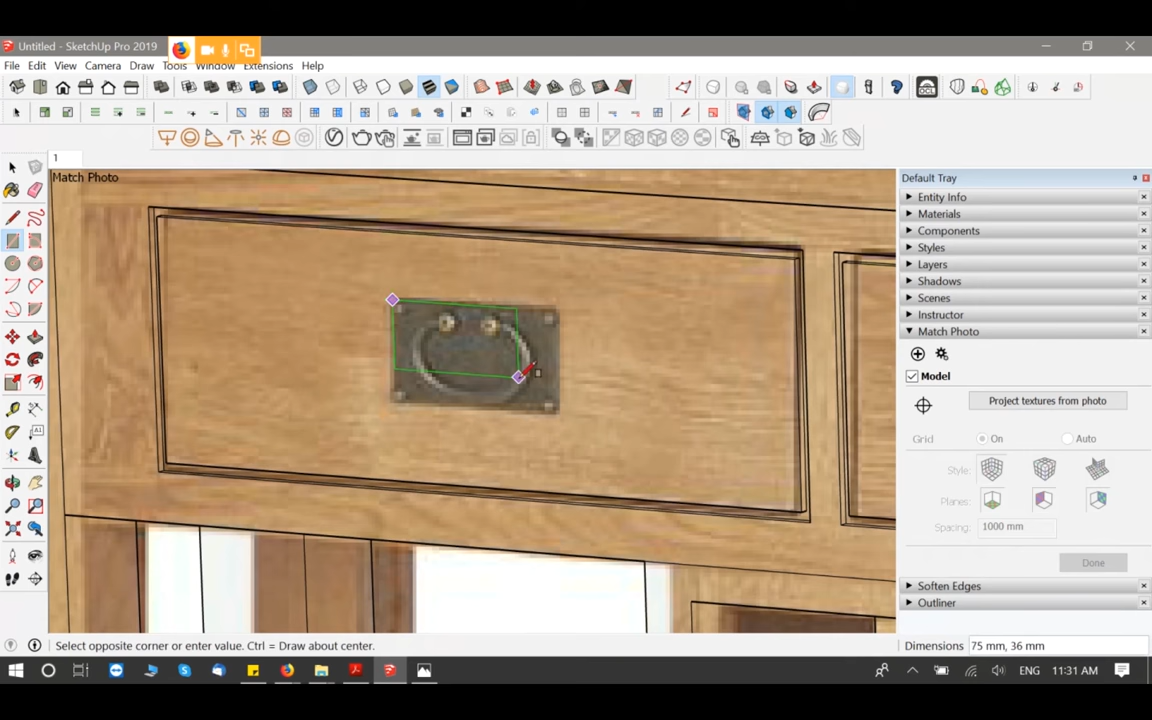 Untitled - SketchUp Pro 2019
File Edit View Camera Draw Tools Window Extensions Help
1
Match Photo
Default Tray
Entity Info
Materials
Components
Styles
Layers
Shadows
Scenes
Instructor
Match Photo
Model
Project textures from photo
Grid On Auto
Style:
Planes:
Spacing: 1000 mm
Done
Soften Edges
Outliner
Select opposite corner or enter value. Ctrl = Draw about center.
Dimensions 75 mm, 36 mm
ENG 11:31 AM